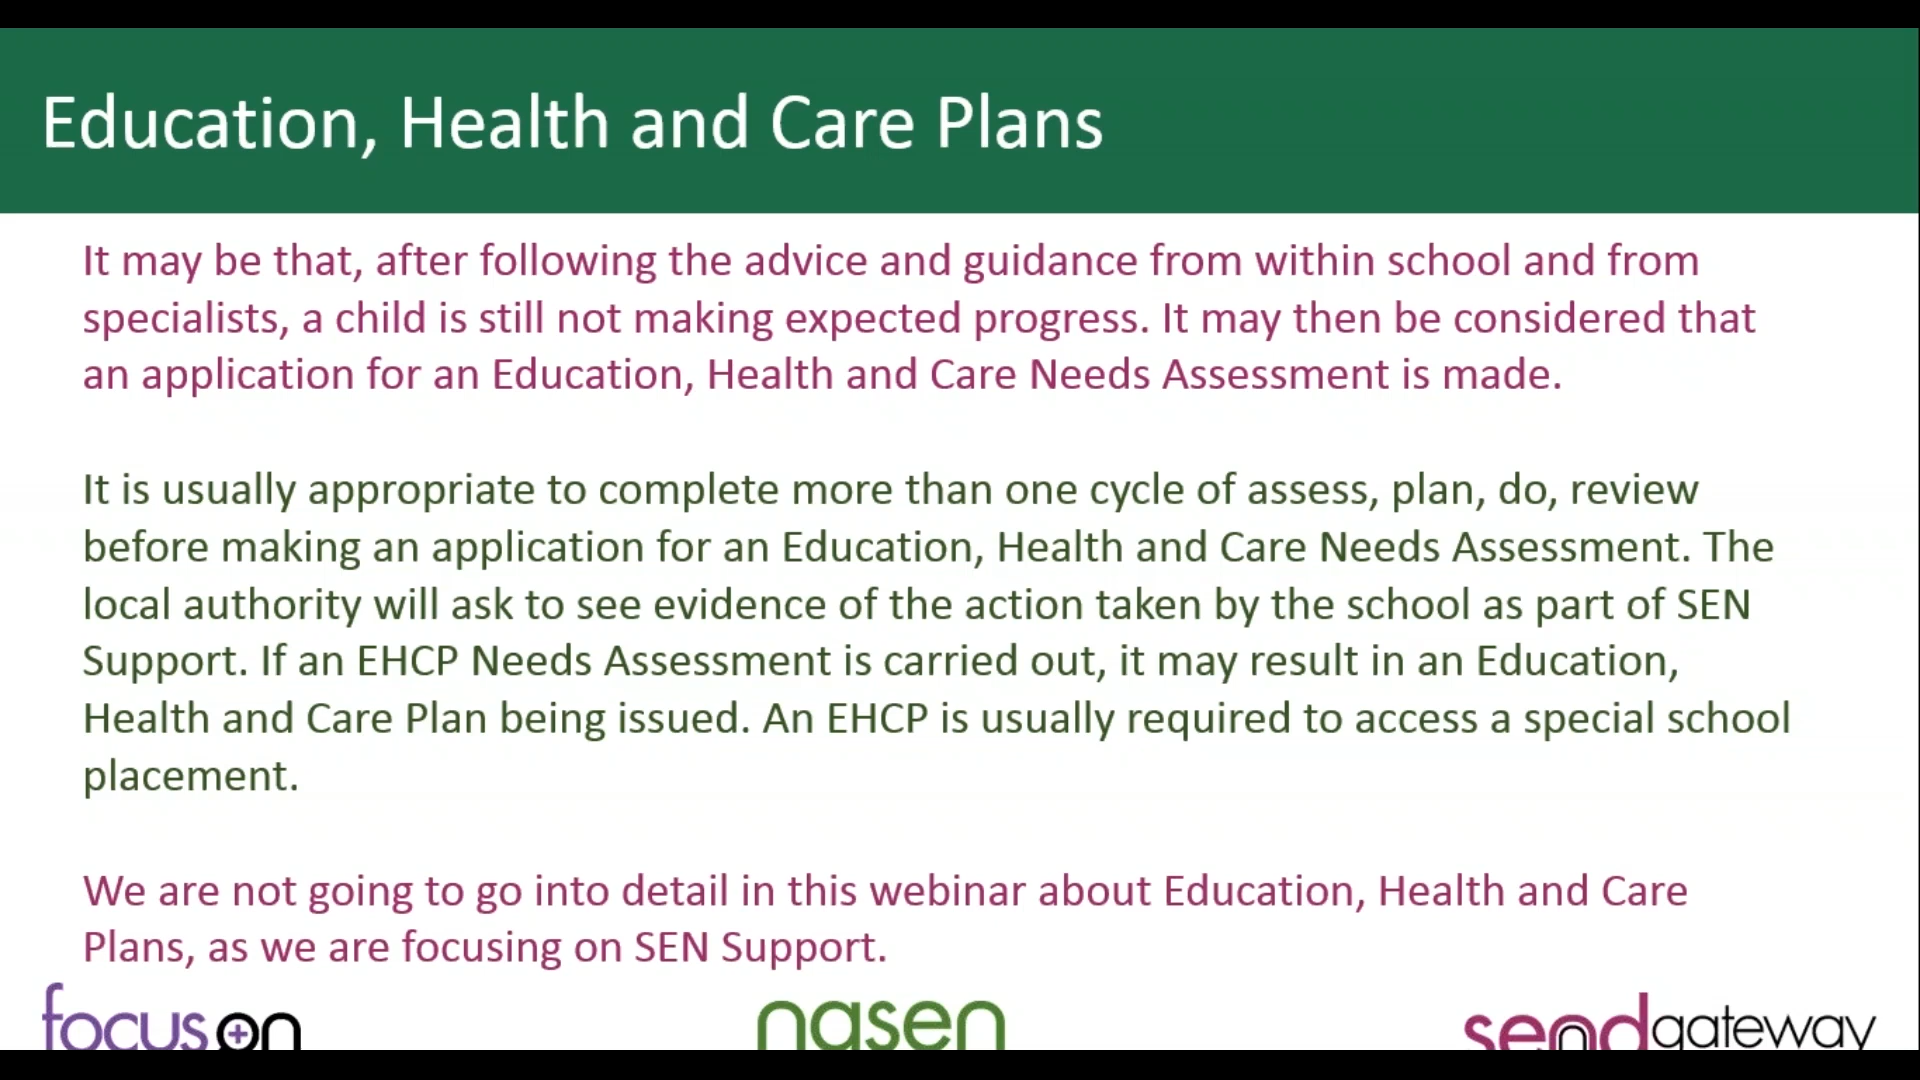 Education, Health and Care Plans
It may be that, after following the advice and guidance from within school and from
specialists, a child is still not making expected progress. It may then be considered that
an application for an Education, Health and Care Needs Assessment is made.
It is usually appropriate to complete more than one cycle of assess, plan, do, review
before making an application for an Education, Health and Care Needs Assessment. The
local authority will ask to see evidence of the action taken by the school as part of SEN
Support. If an EHCP Needs Assessment is carried out, it may result in an Education,
Health and Care Plan being issued. An EHCP is usually required to access a special school
placement.
We are not going to go into detail in this webinar about Education, Health and Care
Plans, as we are focusing on SEN Support.
focus on
nasen
sendgateway